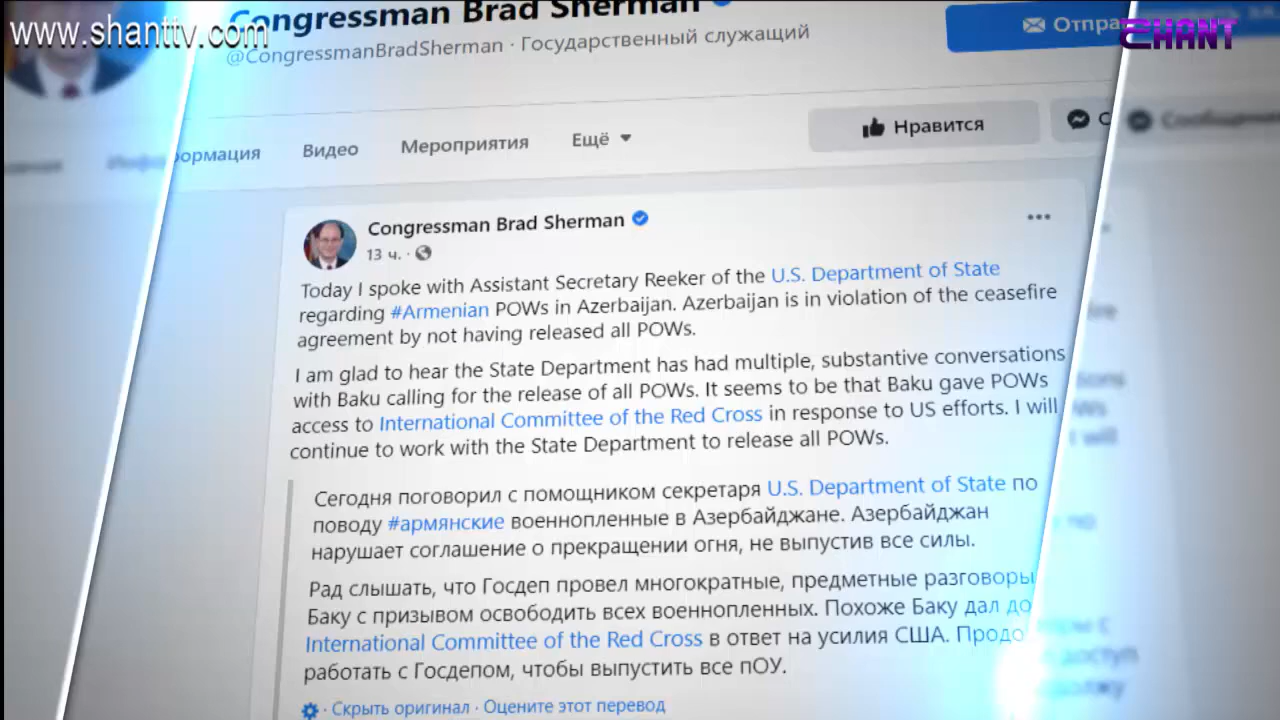 www.shanttv.com
Congressman Brad Sherman
@CongressmanBradSherman · Государственный служащий
SHANT
Видео
Мероприятия
Ещё
Нравится
Congressman Brad Sherman
13 ч. ·
Today I spoke with Assistant Secretary Reeker of the U.S. Department of State
regarding #Armenian POWs in Azerbaijan. Azerbaijan is in violation of the ceasefire
agreement by not having released all POWs.
I am glad to hear the State Department has had multiple, substantive conversations
with Baku calling for the release of all POWs. It seems to be that Baku gave POWs
access to International Committee of the Red Cross in response to US efforts. I will
continue to work with the State Department to release all POWs.
Сегодня поговорил с помощником секретаря U.S. Department of State по
поводу #армянские военнопленные в Азербайджане. Азербайджан
нарушает соглашение о прекращении огня, не выпустив все силы.
Рад слышать, что Госдеп провел многократные, предметные разговоры
Баку с призывом освободить всех военнопленных. Похоже Баку дал до
International Committee of the Red Cross в ответ на усилия США. Продо
работать с Госдепом, чтобы выпустить все пОУ.
· Скрыть оригинал · Оцените этот перевод